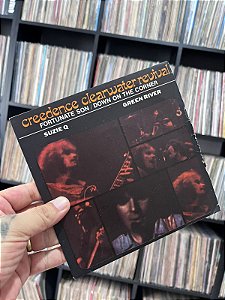 creedence clearwater revival
FORTUNATE SON / DOWN ON THE CORNER
SUZIE Q
GREEN RIVER